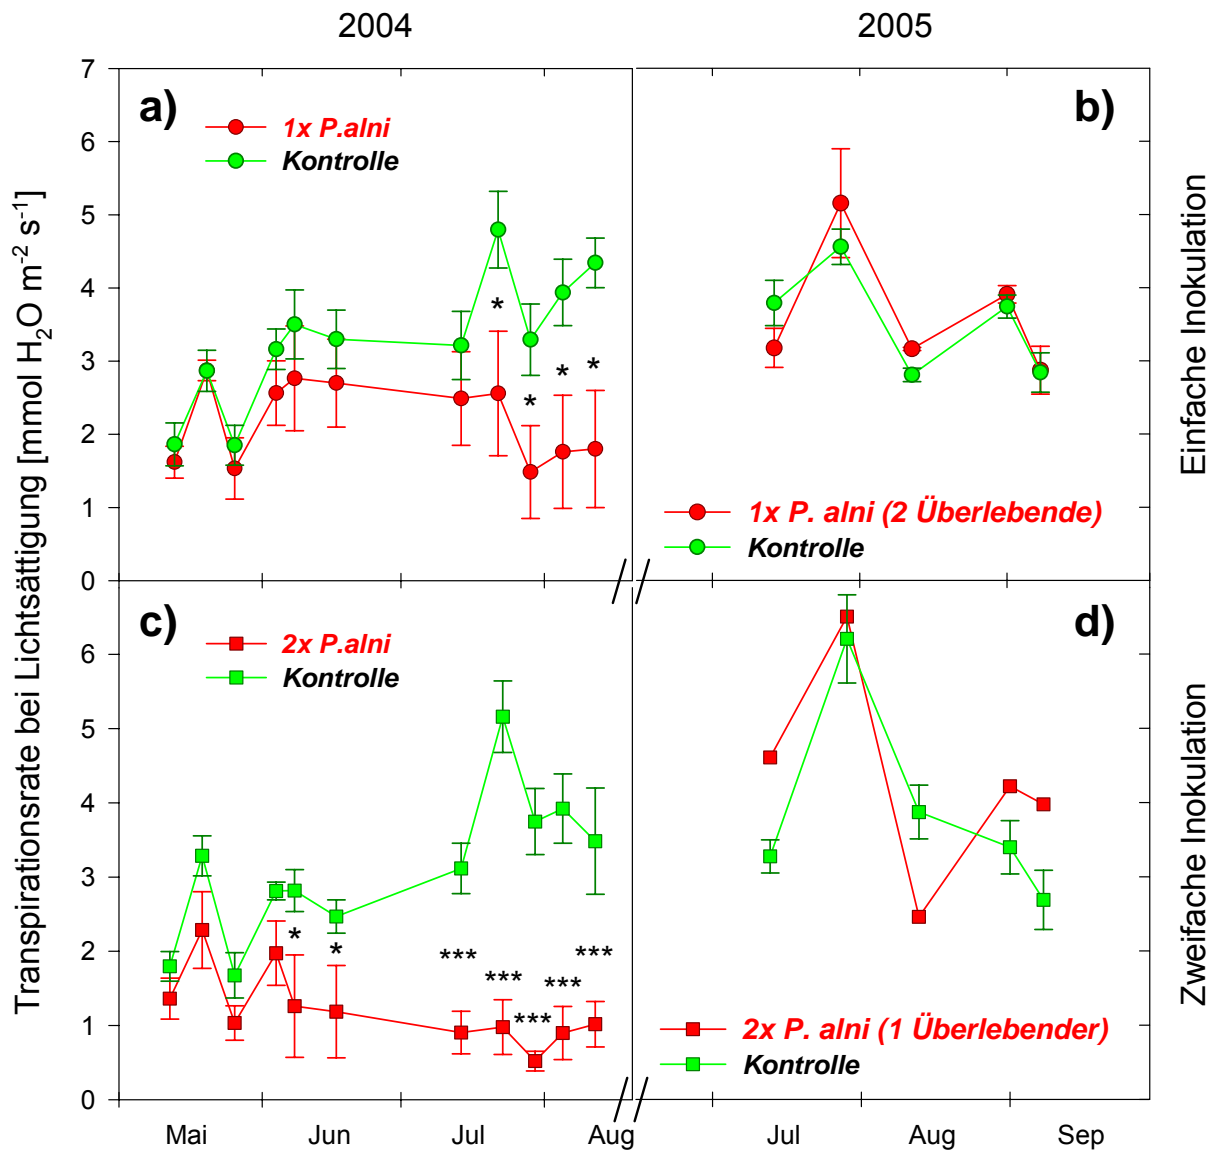 2004
2005
Transpirationsrate bei Lichtsättigung [mmol H₂O m⁻² s⁻¹]
7
6
5
4
3
2
1
0
a)
1x P.alni
Kontrolle
*
*
*
*
b)
1x P. alni (2 Überlebende)
Kontrolle
Einfache Inokulation
6
5
4
3
2
1
0
c)
2x P.alni
Kontrolle
*
*
***
***
***
***
***
d)
2x P. alni (1 Überlebender)
Kontrolle
Zweifache Inokulation
Mai Jun Jul Aug
Jul Aug Sep